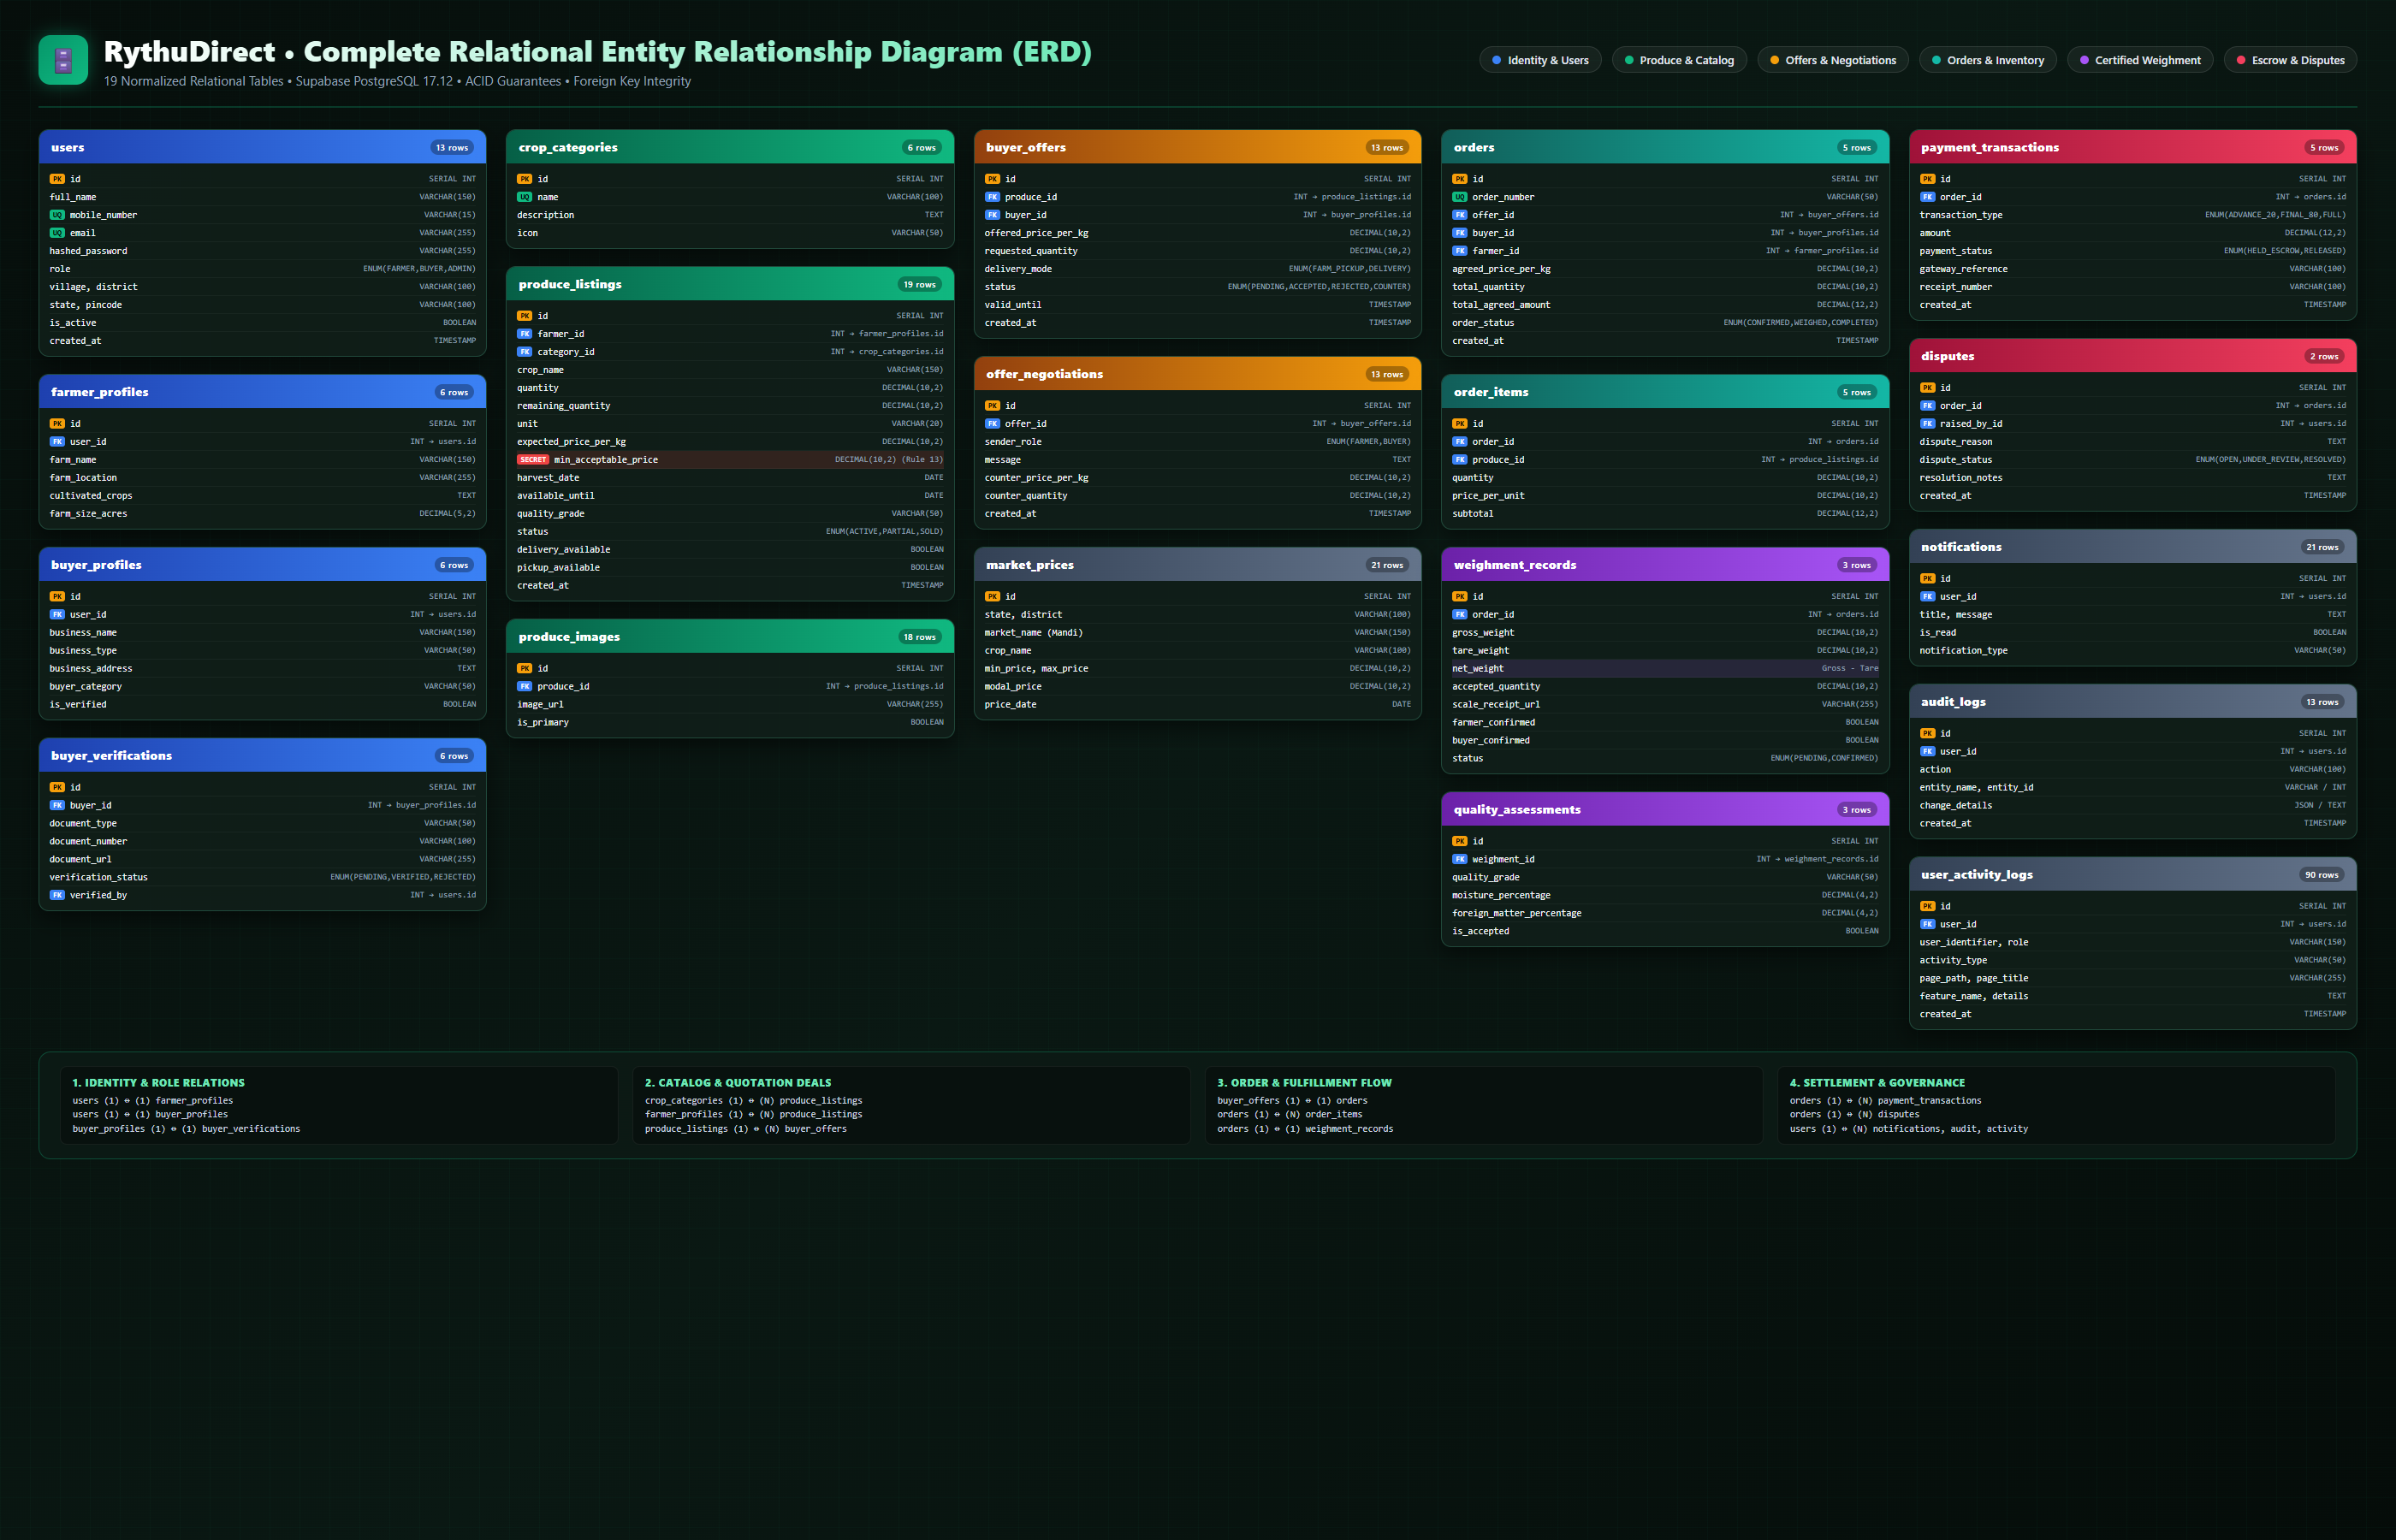 RythuDirect • Complete Relational Entity Relationship Diagram (ERD)
19 Normalized Relational Tables • Supabase PostgreSQL 17.12 • ACID Guarantees • Foreign Key Integrity
Identity & Users
Produce & Catalog
Offers & Negotiations
Orders & Inventory
Certified Weighment
Escrow & Disputes
users 13 rows
PK id SERIAL INT
full_name VARCHAR(150)
UQ mobile_number VARCHAR(15)
UQ email VARCHAR(255)
hashed_password VARCHAR(255)
role ENUM(FARMER,BUYER,ADMIN)
village, district VARCHAR(100)
state, pincode VARCHAR(100)
is_active BOOLEAN
created_at TIMESTAMP
farmer_profiles 6 rows
PK id SERIAL INT
FK user_id INT → users.id
farm_name VARCHAR(150)
farm_location VARCHAR(255)
cultivated_crops TEXT
farm_size_acres DECIMAL(5,2)
buyer_profiles 6 rows
PK id SERIAL INT
FK user_id INT → users.id
business_name VARCHAR(150)
business_type VARCHAR(50)
business_address TEXT
buyer_category VARCHAR(50)
is_verified BOOLEAN
buyer_verifications 6 rows
PK id SERIAL INT
FK buyer_id INT → buyer_profiles.id
document_type VARCHAR(50)
document_number VARCHAR(100)
document_url VARCHAR(255)
verification_status ENUM(PENDING,VERIFIED,REJECTED)
FK verified_by INT → users.id
crop_categories 6 rows
PK id SERIAL INT
UQ name VARCHAR(100)
description TEXT
icon VARCHAR(50)
produce_listings 19 rows
PK id SERIAL INT
FK farmer_id INT → farmer_profiles.id
FK category_id INT → crop_categories.id
crop_name VARCHAR(150)
quantity DECIMAL(10,2)
remaining_quantity DECIMAL(10,2)
unit VARCHAR(20)
expected_price_per_kg DECIMAL(10,2)
SECRET min_acceptable_price DECIMAL(10,2) (Rule 13)
harvest_date DATE
available_until DATE
quality_grade VARCHAR(50)
status ENUM(ACTIVE,PARTIAL,SOLD)
delivery_available BOOLEAN
pickup_available BOOLEAN
created_at TIMESTAMP
produce_images 18 rows
PK id SERIAL INT
FK produce_id INT → produce_listings.id
image_url VARCHAR(255)
is_primary BOOLEAN
buyer_offers 13 rows
PK id SERIAL INT
FK produce_id INT → produce_listings.id
FK buyer_id INT → buyer_profiles.id
offered_price_per_kg DECIMAL(10,2)
requested_quantity DECIMAL(10,2)
delivery_mode ENUM(FARM_PICKUP,DELIVERY)
status ENUM(PENDING,ACCEPTED,REJECTED,COUNTER)
valid_until TIMESTAMP
created_at TIMESTAMP
offer_negotiations 13 rows
PK id SERIAL INT
FK offer_id INT → buyer_offers.id
sender_role ENUM(FARMER,BUYER)
message TEXT
counter_price_per_kg DECIMAL(10,2)
counter_quantity DECIMAL(10,2)
created_at TIMESTAMP
market_prices 21 rows
PK id SERIAL INT
state, district VARCHAR(100)
market_name (Mandi) VARCHAR(150)
crop_name VARCHAR(100)
min_price, max_price DECIMAL(10,2)
modal_price DECIMAL(10,2)
price_date DATE
orders 5 rows
PK id SERIAL INT
UQ order_number VARCHAR(50)
FK offer_id INT → buyer_offers.id
FK buyer_id INT → buyer_profiles.id
FK farmer_id INT → farmer_profiles.id
agreed_price_per_kg DECIMAL(10,2)
total_quantity DECIMAL(10,2)
total_agreed_amount DECIMAL(12,2)
order_status ENUM(CONFIRMED,WEIGHED,COMPLETED)
created_at TIMESTAMP
order_items 5 rows
PK id SERIAL INT
FK order_id INT → orders.id
FK produce_id INT → produce_listings.id
quantity DECIMAL(10,2)
price_per_unit DECIMAL(10,2)
subtotal DECIMAL(12,2)
weighment_records 3 rows
PK id SERIAL INT
FK order_id INT → orders.id
gross_weight DECIMAL(10,2)
tare_weight DECIMAL(10,2)
net_weight Gross - Tare
accepted_quantity DECIMAL(10,2)
scale_receipt_url VARCHAR(255)
farmer_confirmed BOOLEAN
buyer_confirmed BOOLEAN
status ENUM(PENDING,CONFIRMED)
quality_assessments 3 rows
PK id SERIAL INT
FK weighment_id INT → weighment_records.id
quality_grade VARCHAR(50)
moisture_percentage DECIMAL(4,2)
foreign_matter_percentage DECIMAL(4,2)
is_accepted BOOLEAN
payment_transactions 5 rows
PK id SERIAL INT
FK order_id INT → orders.id
transaction_type ENUM(ADVANCE_20,FINAL_80,FULL)
amount DECIMAL(12,2)
payment_status ENUM(HELD_ESCROW,RELEASED)
gateway_reference VARCHAR(100)
receipt_number VARCHAR(100)
created_at TIMESTAMP
disputes 2 rows
PK id SERIAL INT
FK order_id INT → orders.id
FK raised_by_id INT → users.id
dispute_reason TEXT
dispute_status ENUM(OPEN,UNDER_REVIEW,RESOLVED)
resolution_notes TEXT
created_at TIMESTAMP
notifications 21 rows
PK id SERIAL INT
FK user_id INT → users.id
title, message TEXT
is_read BOOLEAN
notification_type VARCHAR(50)
audit_logs 13 rows
PK id SERIAL INT
FK user_id INT → users.id
action VARCHAR(100)
entity_name, entity_id VARCHAR / INT
change_details JSON / TEXT
created_at TIMESTAMP
user_activity_logs 90 rows
PK id SERIAL INT
FK user_id INT → users.id
user_identifier, role VARCHAR(150)
activity_type VARCHAR(50)
page_path, page_title VARCHAR(255)
feature_name, details TEXT
created_at TIMESTAMP
1. IDENTITY & ROLE RELATIONS
users (1) ↔ (1) farmer_profiles
users (1) ↔ (1) buyer_profiles
buyer_profiles (1) ↔ (1) buyer_verifications
2. CATALOG & QUOTATION DEALS
crop_categories (1) ↔ (N) produce_listings
farmer_profiles (1) ↔ (N) produce_listings
produce_listings (1) ↔ (N) buyer_offers
3. ORDER & FULFILLMENT FLOW
buyer_offers (1) ↔ (1) orders
orders (1) ↔ (N) order_items
orders (1) ↔ (1) weighment_records
4. SETTLEMENT & GOVERNANCE
orders (1) ↔ (N) payment_transactions
orders (1) ↔ (N) disputes
users (1) ↔ (N) notifications, audit, activity